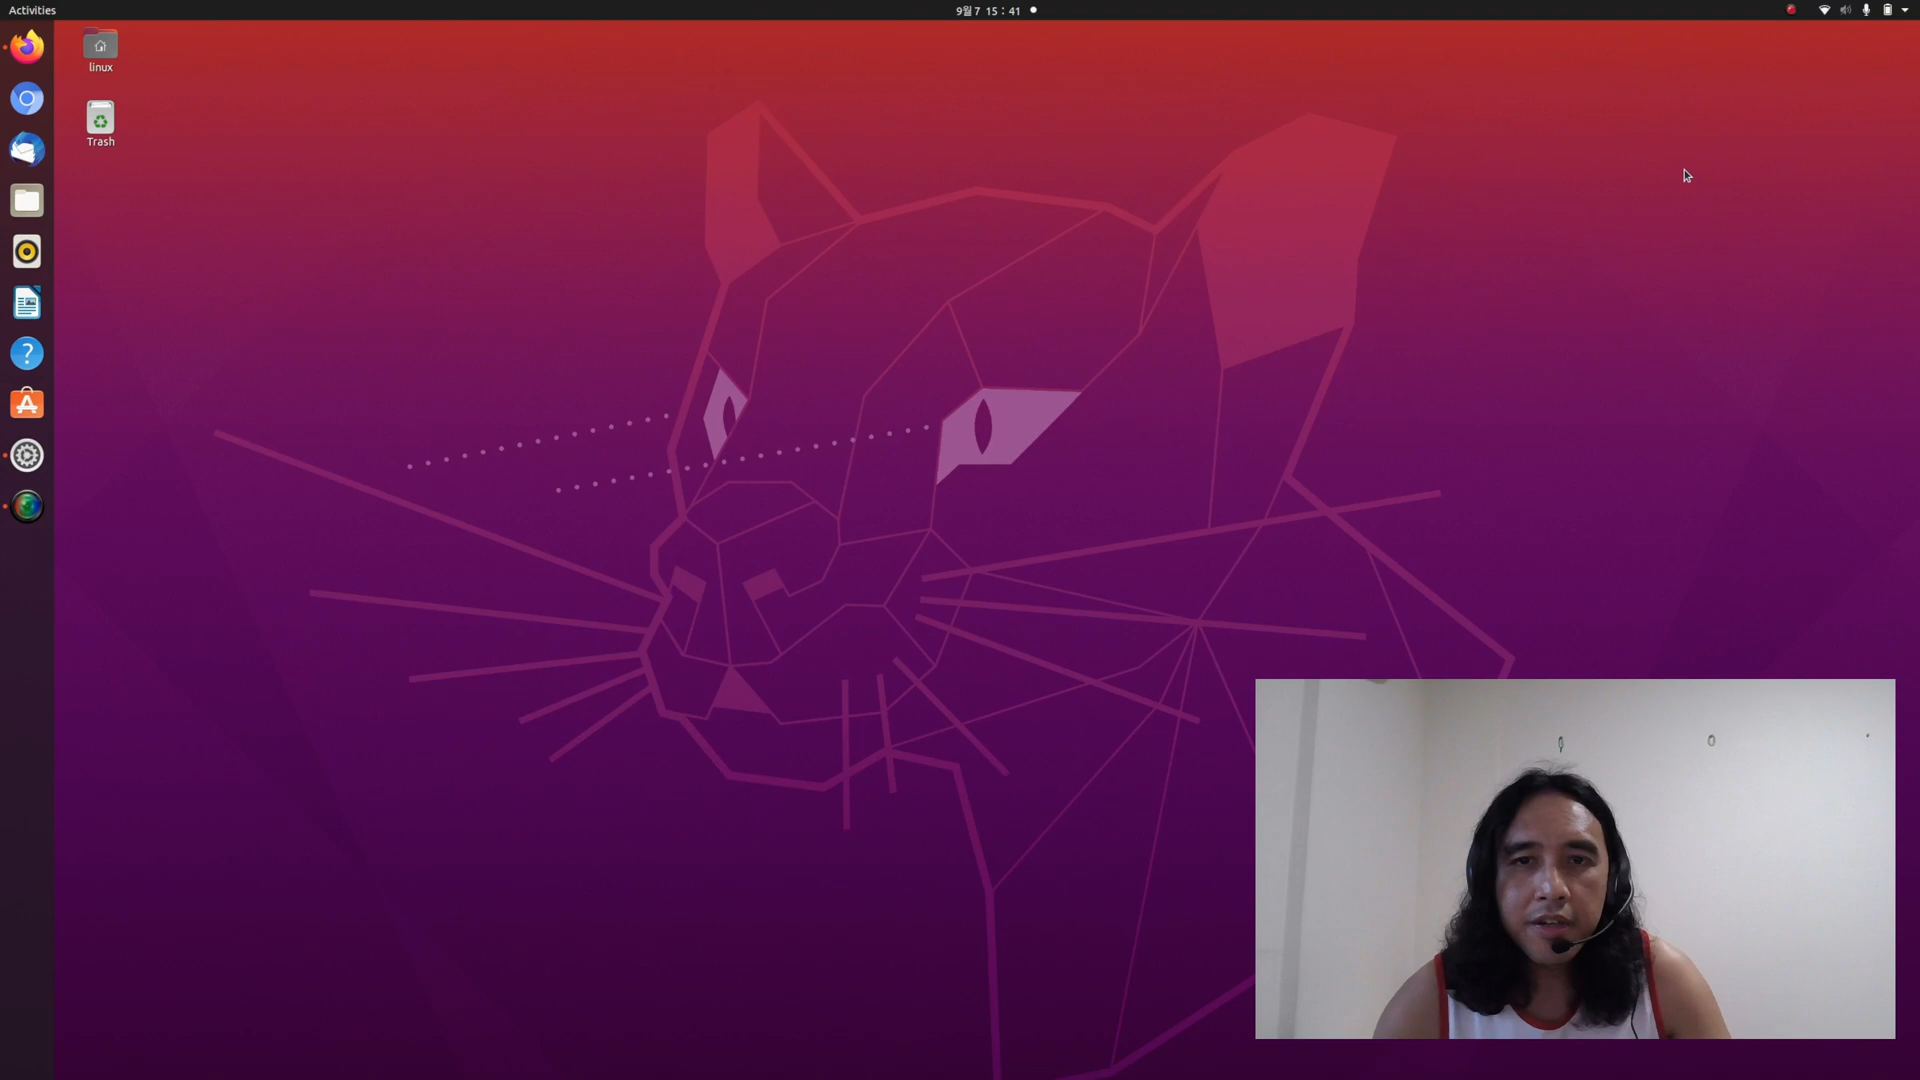 Activities
9월 7 15 : 41
linux
Trash
?